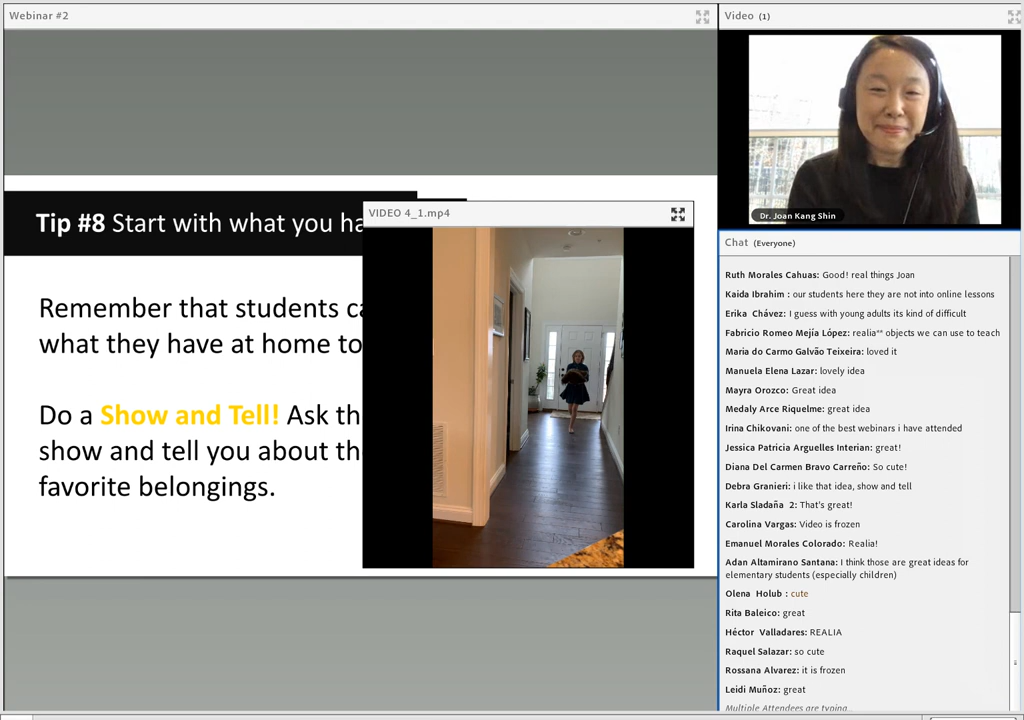 Webinar #2
Tip #8 Start with what you ha
Remember that students ca
what they have at home to
Do a Show and Tell! Ask th
show and tell you about th
favorite belongings.
VIDEO 4_1.mp4
Video (1)
Dr. Joan Kang Shin
Chat (Everyone)
Ruth Morales Cahuas: Good! real things Joan
Kaida Ibrahim : our students here they are not into online lessons
Erika Chávez: I guess with young adults its kind of difficult
Fabricio Romeo Mejía López: realia** objects we can use to teach
Maria do Carmo Galvão Teixeira: loved it
Manuela Elena Lazar: lovely idea
Mayra Orozco: Great idea
Medaly Arce Riquelme: great idea
Irina Chikovani: one of the best webinars i have attended
Jessica Patricia Arguelles Interian: great!
Diana Del Carmen Bravo Carreño: So cute!
Debra Granieri: i like that idea, show and tell
Karla Sladaña 2: That's great!
Carolina Vargas: Video is frozen
Emanuel Morales Colorado: Realia!
Adan Altamirano Santana: I think those are great ideas for
elementary students (especially children)
Olena Holub : cute
Rita Baleico: great
Héctor Valladares: REALIA
Raquel Salazar: so cute
Rossana Alvarez: it is frozen
Leidi Muñoz: great
Multiple Attendees are typing...